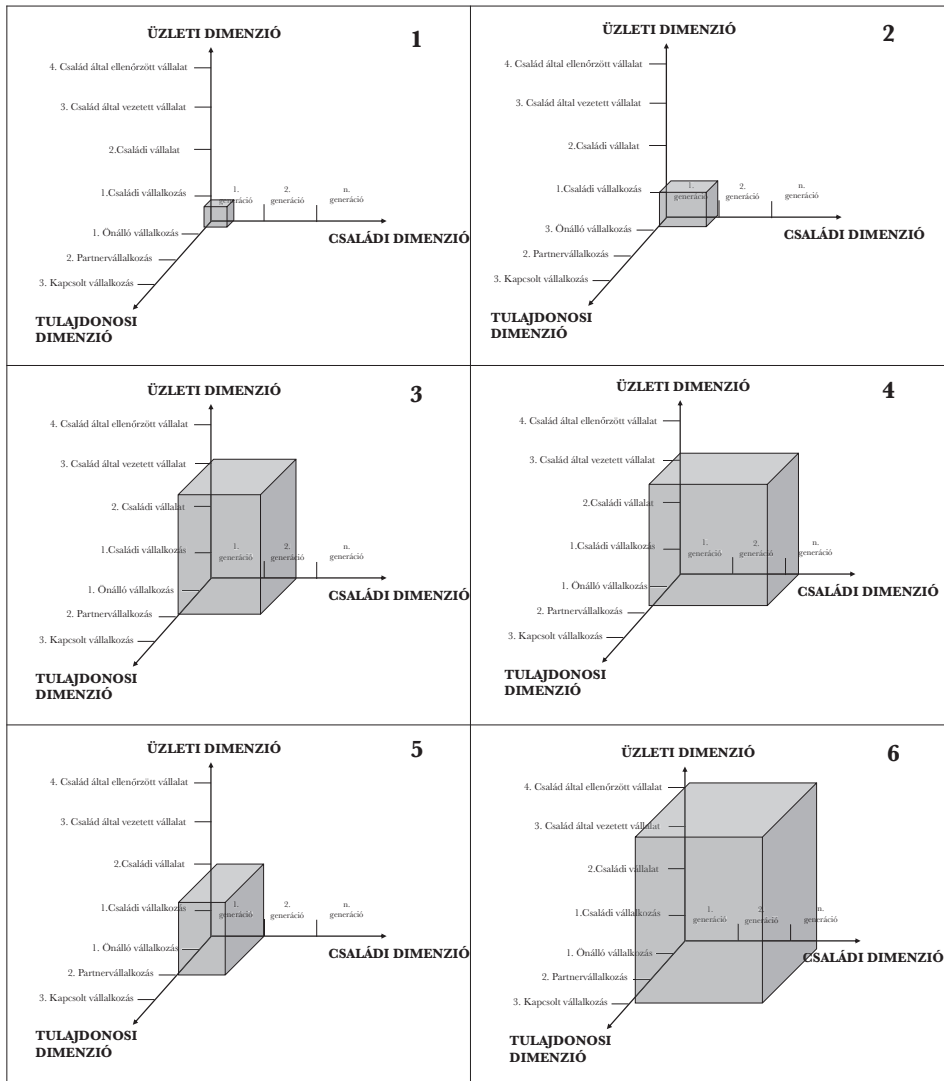 ÜZLETI DIMENZIÓ
1
4. Család által ellenőrzött vállalat
3. Család által vezetett vállalat
2.Családi vállalat
1.Családi vállalkozás
1.
generáció
2.
generáció
n.
generáció
1. Önálló vállalkozás
CSALÁDI DIMENZIÓ
2. Partnervállalkozás
3. Kapcsolt vállalkozás
TULAJDONOSI
DIMENZIÓ
ÜZLETI DIMENZIÓ
2
4. Család által ellenőrzött vállalat
3. Család által vezetett vállalat
2.Családi vállalat
1.Családi vállalkozás
1.
generáció
2.
generáció
n.
generáció
3. Önálló vállalkozás
CSALÁDI DIMENZIÓ
2. Partnervállalkozás
3. Kapcsolt vállalkozás
TULAJDONOSI
DIMENZIÓ
ÜZLETI DIMENZIÓ
3
4. Család által ellenőrzött vállalat
3. Család által vezetett vállalat
2. Családi vállalat
1.Családi vállalkozás
1.
generáció
2.
generáció
n.
generáció
1. Önálló vállalkozás
CSALÁDI DIMENZIÓ
2. Partnervállalkozás
3. Kapcsolt vállalkozás
TULAJDONOSI
DIMENZIÓ
ÜZLETI DIMENZIÓ
4
4. Család által ellenőrzött vállalat
3. Család által vezetett vállalat
2.Családi vállalat
1.Családi vállalkozás
1.
generáció
2.
generáció
n.
generáció
1. Önálló vállalkozás
CSALÁDI DIMENZIÓ
2. Partnervállalkozás
3. Kapcsolt vállalkozás
TULAJDONOSI
DIMENZIÓ
ÜZLETI DIMENZIÓ
5
4. Család által ellenőrzött vállalat
3. Család által vezetett vállalat
2.Családi vállalat
1.Családi vállalkozás
1.
generáció
2.
generáció
n.
generáció
1. Önálló vállalkozás
CSALÁDI DIMENZIÓ
2. Partnervállalkozás
3. Kapcsolt vállalkozás
TULAJDONOSI
DIMENZIÓ
ÜZLETI DIMENZIÓ
6
4. Család által ellenőrzött vállalat
3. Család által vezetett vállalat
2.Családi vállalat
1.Családi vállalkozás
1.
generáció
2.
generáció
n.
generáció
1. Önálló vállalkozás
CSALÁDI DIMENZIÓ
2. Partnervállalkozás
3. Kapcsolt vállalkozás
TULAJDONOSI
DIMENZIÓ